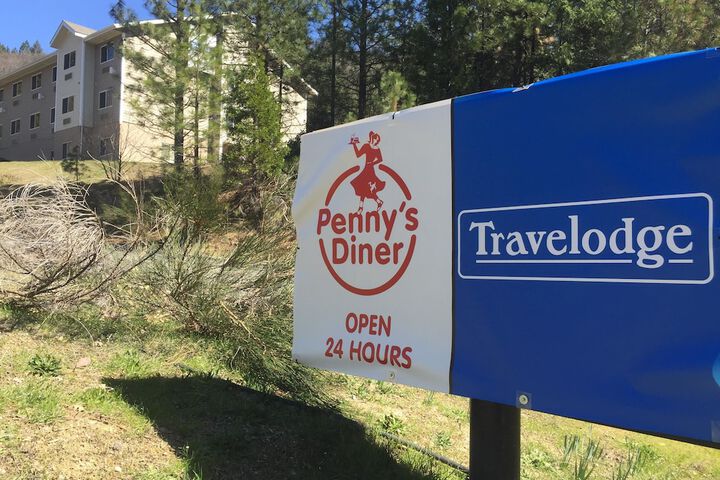 Penny's
Diner
OPEN
24 HOURS
Travelodge